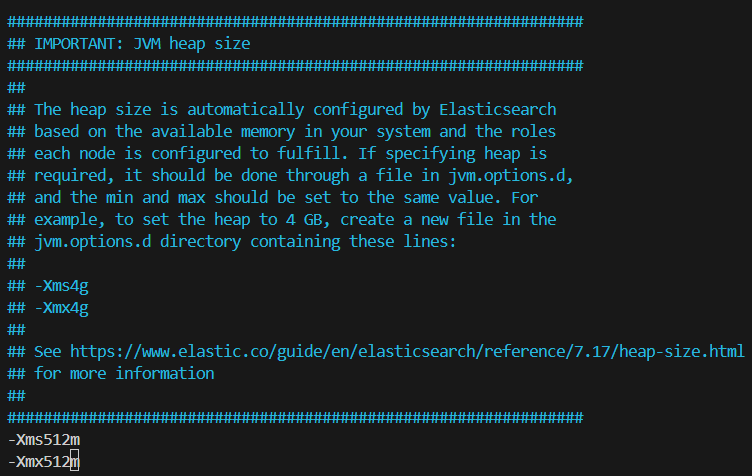 ################################################################
## IMPORTANT: JVM heap size
################################################################
##
## The heap size is automatically configured by Elasticsearch
## based on the available memory in your system and the roles
## each node is configured to fulfill. If specifying heap is
## required, it should be done through a file in jvm.options.d,
## and the min and max should be set to the same value. For
## example, to set the heap to 4 GB, create a new file in the
## jvm.options.d directory containing these lines:
##
## -Xms4g
## -Xmx4g
##
## See https://www.elastic.co/guide/en/elasticsearch/reference/7.17/heap-size.html
## for more information
##
################################################################
-Xms512m
-Xmx512m